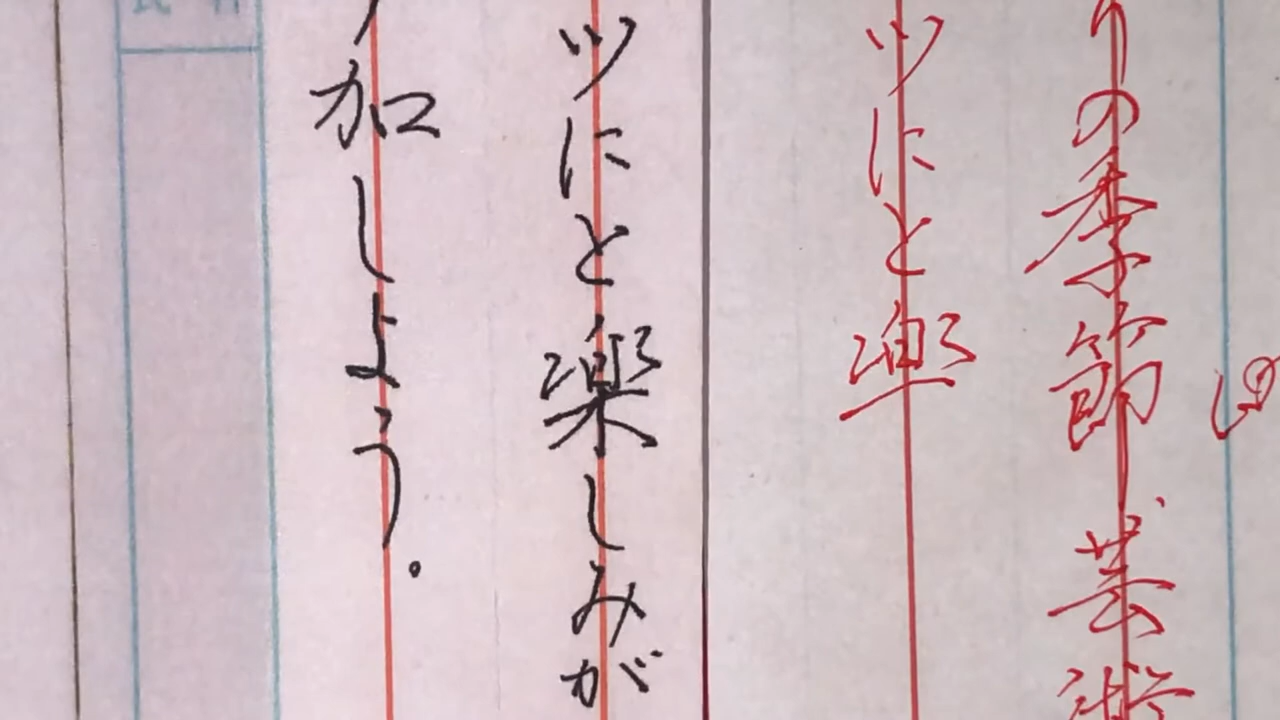 りの季節。芸術
ツにと
ツにと楽しみが
加しよう。